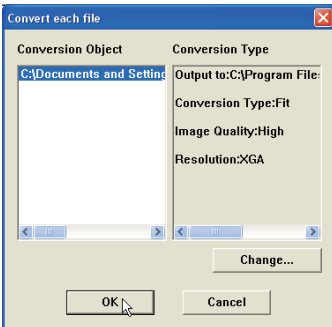 Convert each file
Conversion Object
Conversion Type
C:\Documents and Setting
Output to:C:\Program File
Conversion Type:Fit
Image Quality:High
Resolution:XGA
Change...
OK
Cancel